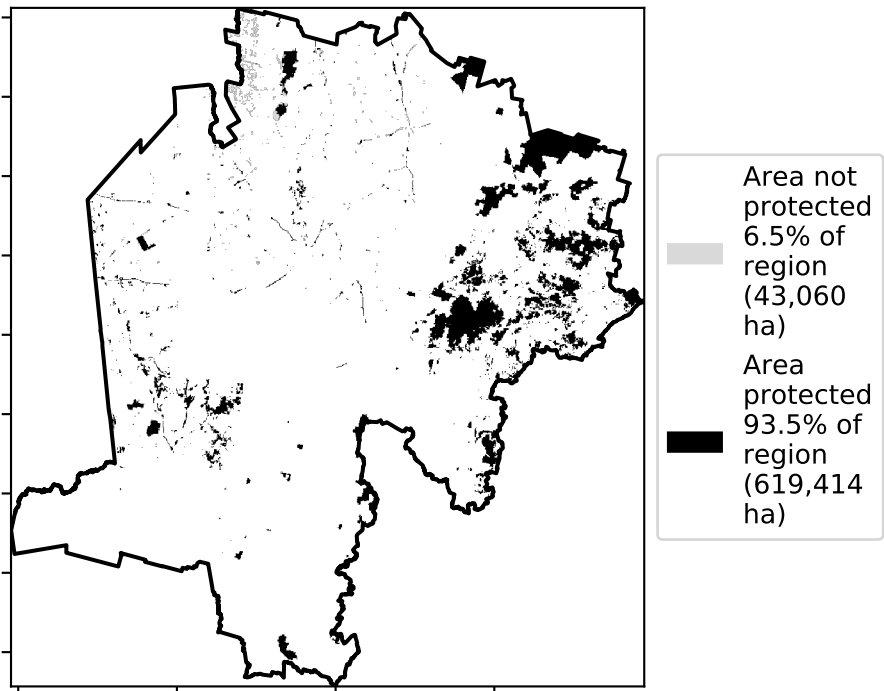 Area not
protected
6.5% of
region
(43,060
ha)
Area
protected
93.5% of
region
(619,414
ha)